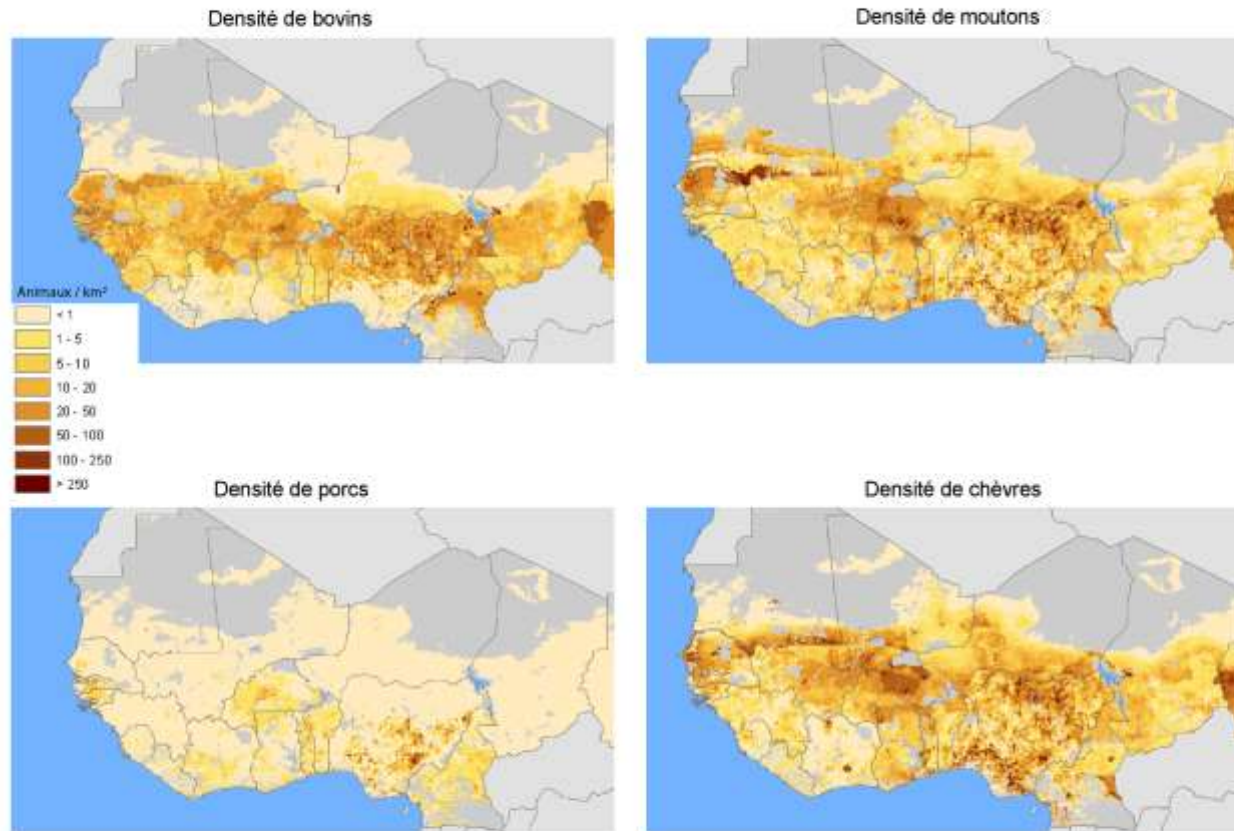 Densité de bovins
Densité de moutons
Animaux / km²
< 1
1 - 5
5 - 10
10 - 20
20 - 50
50 - 100
100 - 250
> 250
Densité de porcs
Densité de chèvres